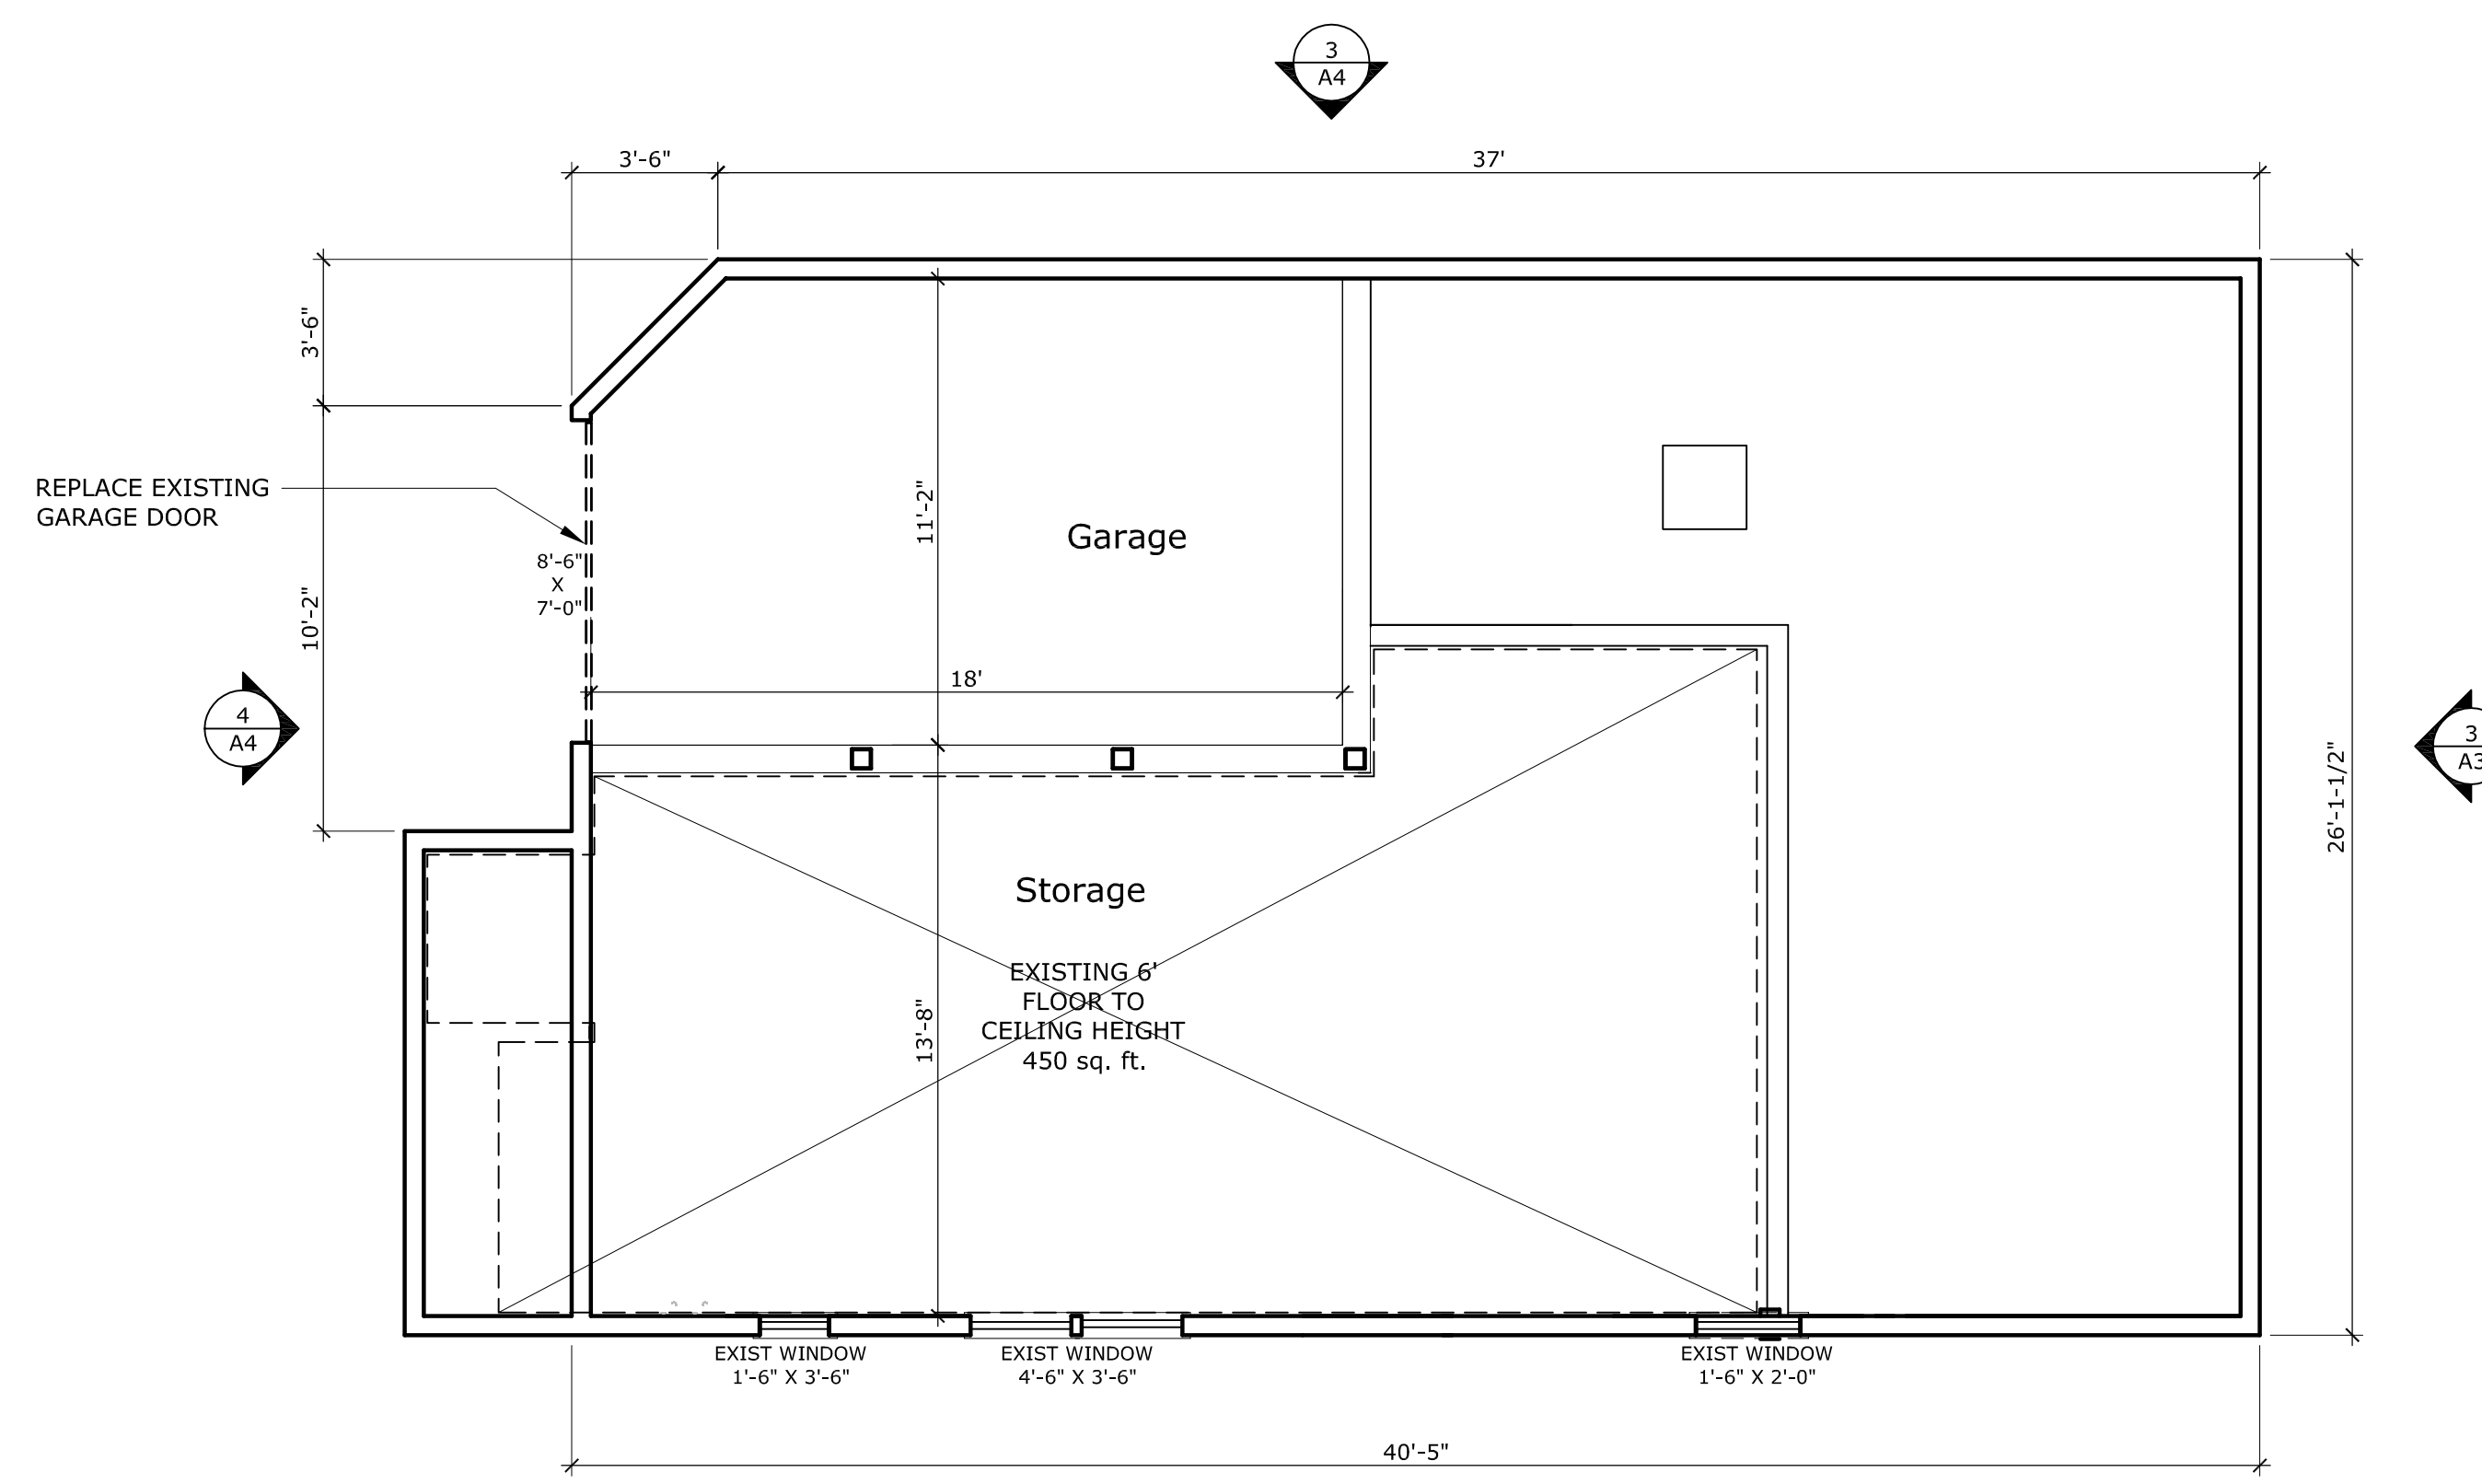 3
A4
3'-6"
37'
3'-6"
REPLACE EXISTING
GARAGE DOOR
8'-6"
X
7'-0"
11'-2"
Garage
10'-2"
18'
4
A4
3
A3
26'-1-1/2"
Storage
EXISTING 6'
FLOOR TO
CEILING HEIGHT
450 sq. ft.
13'-8"
EXIST WINDOW
1'-6" X 3'-6"
EXIST WINDOW
4'-6" X 3'-6"
EXIST WINDOW
1'-6" X 2'-0"
40'-5"